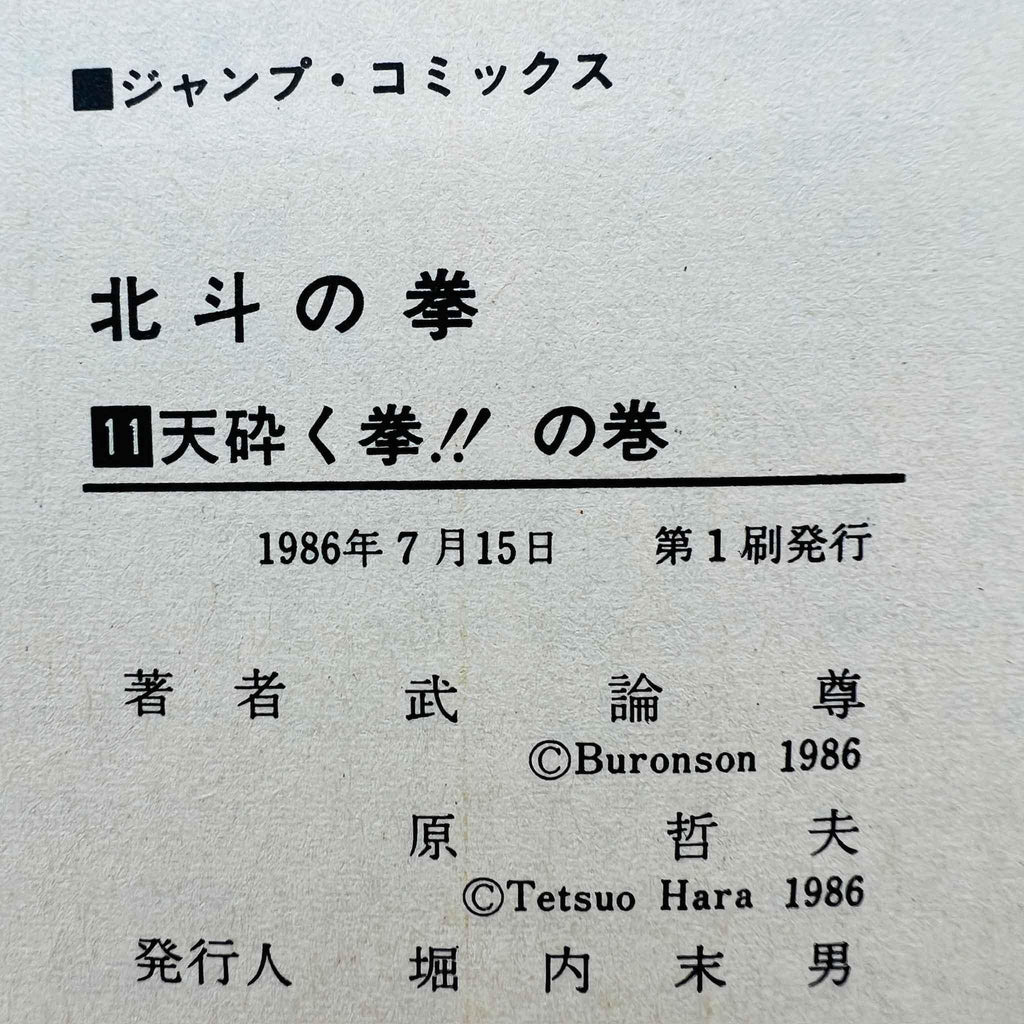 ■ジャンプ・コミックス
北斗の拳
11天砕く拳!! の巻
1986年7月15日 第1刷発行
著者 武論尊
©Buronson 1986
原哲夫
©Tetsuo Hara 1986
発行人 堀内末男